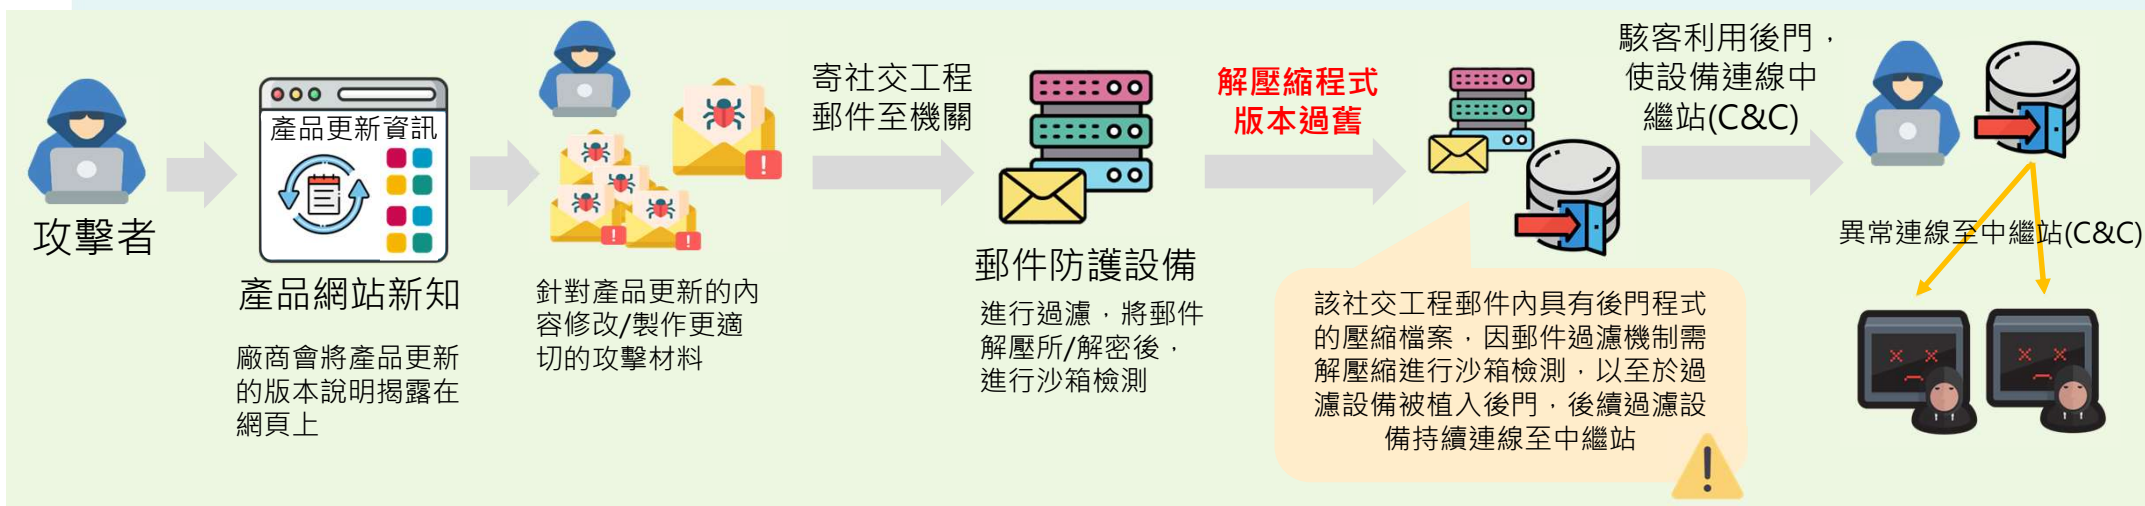 攻擊者
產品更新資訊
產品網站新知
廠商會將產品更新
的版本說明揭露在
網頁上
針對產品更新的內
容修改/製作更適
切的攻擊材料
寄社交工程
郵件至機關
郵件防護設備
進行過濾，將郵件
解壓所/解密後，
進行沙箱檢測
解壓縮程式
版本過舊
該社交工程郵件內具有後門程式
的壓縮檔案，因郵件過濾機制需
解壓縮進行沙箱檢測，以至於過
濾設備被植入後門，後續過濾設
備持續連線至中繼站
駭客利用後門，
使設備連線中
繼站(C&C)
異常連線至中繼站(C&C)